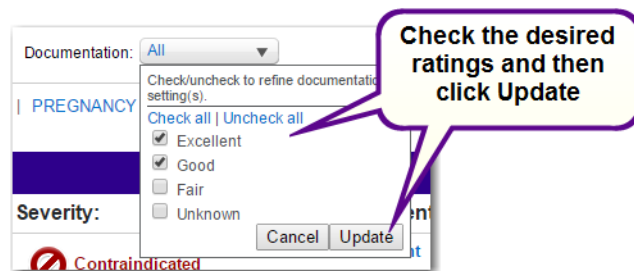 Documentation: All
Check the desired
ratings and then
click Update
Check/uncheck to refine documentatio
setting(s).
| PREGNANCY
Check all | Uncheck all
Excellent
Good
Fair
Unknown
Severity:
Cancel Update
Contraindicated